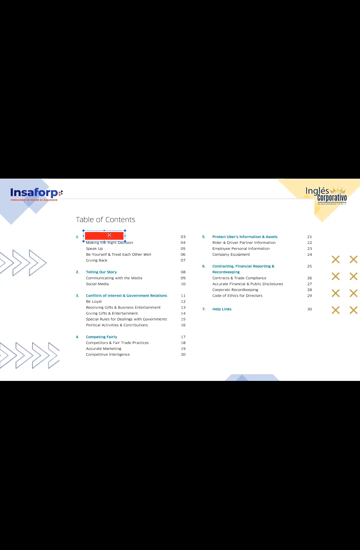 Insaforp
Inglés
Corporativo
Table of Contents
1.
03
Making the Right Decision 04
Speak Up 05
Be Yourself & Treat Each Other Well 06
Giving Back 07
2. Telling Our Story 08
Communicating with the Media 09
Social Media 10
3. Conflicts of Interest & Government Relations 11
Be Loyal 12
Receiving Gifts & Business Entertainment 13
Giving Gifts & Entertainment 14
Special Rules for Dealings with Governments 15
Political Activities & Contributions 16
4. Competing Fairly 17
Competitors & Fair Trade Practices 18
Accurate Marketing 19
Competitive Intelligence 20
5. Protect Uber's Information & Assets 21
Rider & Driver Partner Information 22
Employee Personal Information 23
Company Equipment 24
6. Contracting, Financial Reporting & 25
Recordkeeping
Contracts & Trade Compliance 26
Accurate Financial & Public Disclosures 27
Corporate Recordkeeping 28
Code of Ethics for Directors 29
7. Help Links 30